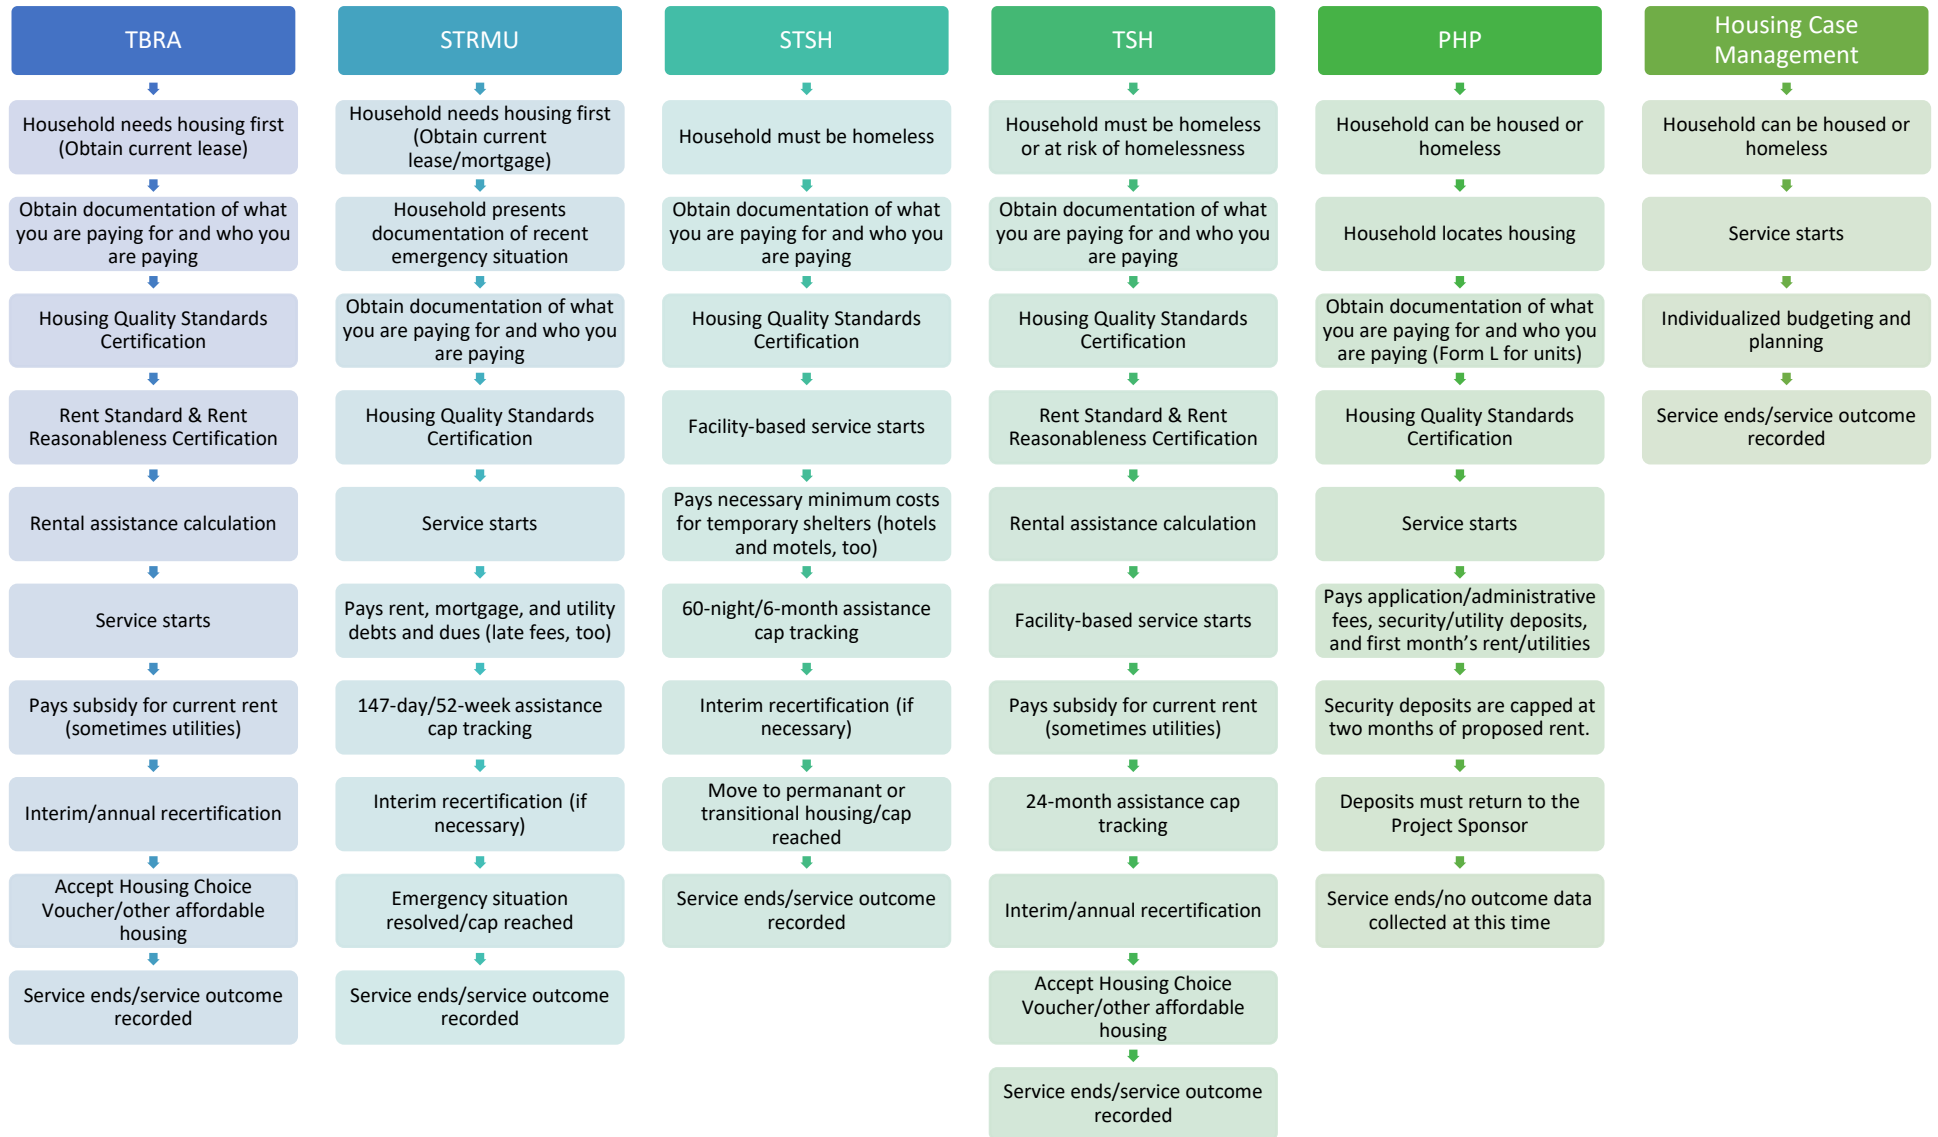 TBRA
Household needs housing first
(Obtain current lease)
Obtain documentation of what
you are paying for and who you
are paying
Housing Quality Standards
Certification
Rent Standard & Rent
Reasonableness Certification
Rental assistance calculation
Service starts
Pays subsidy for current rent
(sometimes utilities)
Interim/annual recertification
Accept Housing Choice
Voucher/other affordable
housing
Service ends/service outcome
recorded
STRMU
Household needs housing first
(Obtain current
lease/mortgage)
Household presents
documentation of recent
emergency situation
Obtain documentation of what
you are paying for and who you
are paying
Housing Quality Standards
Certification
Service starts
Pays rent, mortgage, and utility
debts and dues (late fees, too)
147-day/52-week assistance
cap tracking
Interim recertification (if
necessary)
Emergency situation
resolved/cap reached
Service ends/service outcome
recorded
STSH
Household must be homeless
Obtain documentation of what
you are paying for and who you
are paying
Housing Quality Standards
Certification
Facility-based service starts
Pays necessary minimum costs
for temporary shelters (hotels
and motels, too)
60-night/6-month assistance
cap tracking
Interim recertification (if
necessary)
Move to permanant or
transitional housing/cap
reached
Service ends/service outcome
recorded
TSH
Household must be homeless
or at risk of homelessness
Obtain documentation of what
you are paying for and who you
are paying
Housing Quality Standards
Certification
Rent Standard & Rent
Reasonableness Certification
Rental assistance calculation
Facility-based service starts
Pays subsidy for current rent
(sometimes utilities)
24-month assistance cap
tracking
Interim/annual recertification
Accept Housing Choice
Voucher/other affordable
housing
Service ends/service outcome
recorded
PHP
Household can be housed or
homeless
Household locates housing
Obtain documentation of what
you are paying for and who you
are paying (Form L for units)
Housing Quality Standards
Certification
Service starts
Pays application/administrative
fees, security/utility deposits,
and first month’s rent/utilities
Security deposits are capped at
two months of proposed rent.
Deposits must return to the
Project Sponsor
Service ends/no outcome data
collected at this time
Housing Case
Management
Household can be housed or
homeless
Service starts
Individualized budgeting and
planning
Service ends/service outcome
recorded